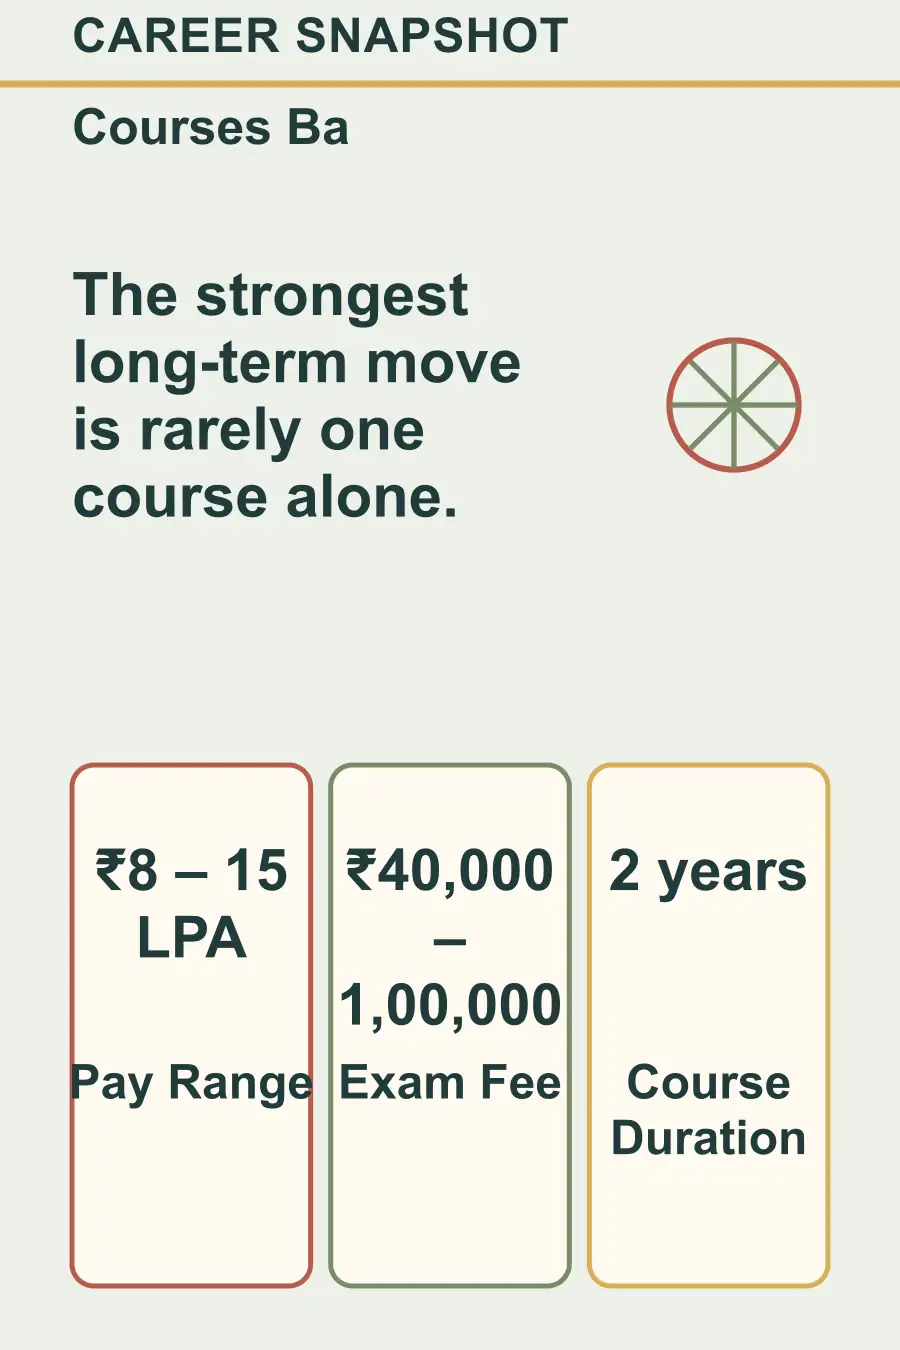 CAREER SNAPSHOT
Courses Ba
The strongest
long-term move
is rarely one
course alone.
₹8 – 15
LPA
Pay Range
₹40,000
–
1,00,000
Exam Fee
2 years
Course
Duration